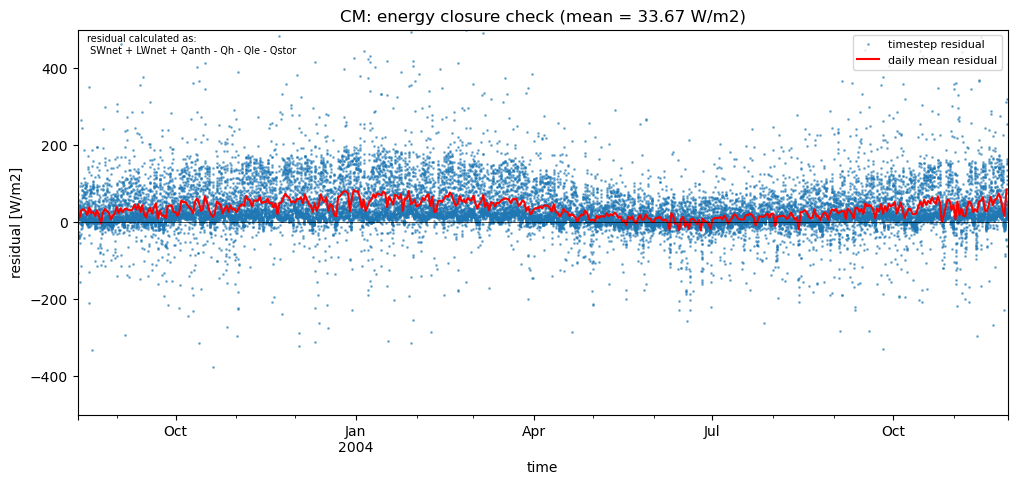 CM: energy closure check (mean = 33.67 W/m2)
residual calculated as:
SWnet + LWnet + Qanth - Qh - Qle - Qstor
timestep residual
daily mean residual
residual [W/m2]
400
200
0
−200
−400
Oct
Jan
2004
Apr
Jul
Oct
time